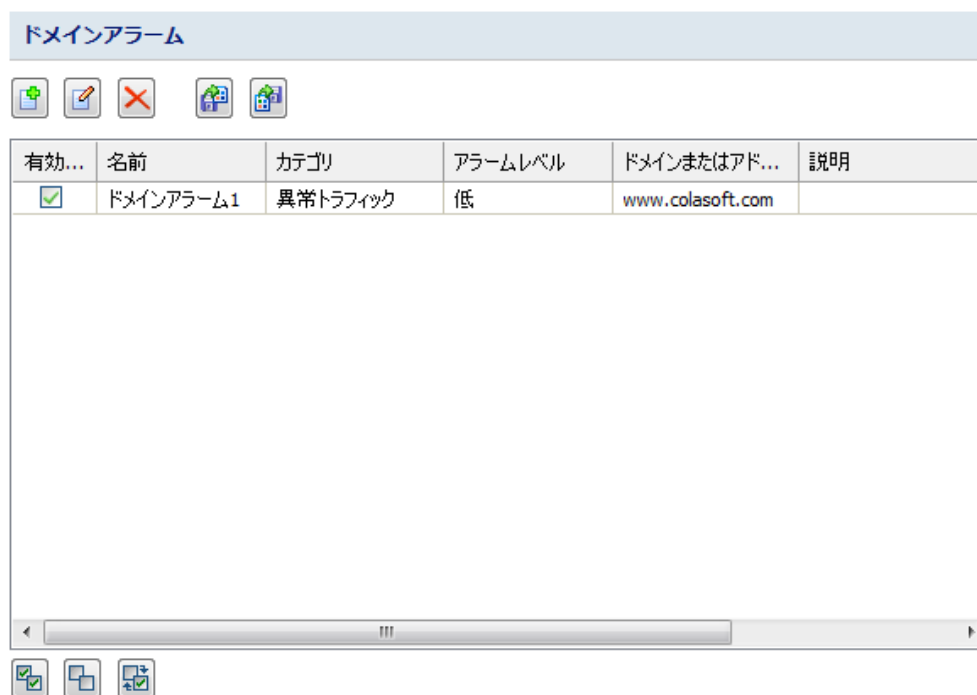 ドメインアラーム
有効... 名前 カテゴリ アラームレベル ドメインまたはアド... 説明
ドメインアラーム1 異常トラフィック 低 www.colasoft.com